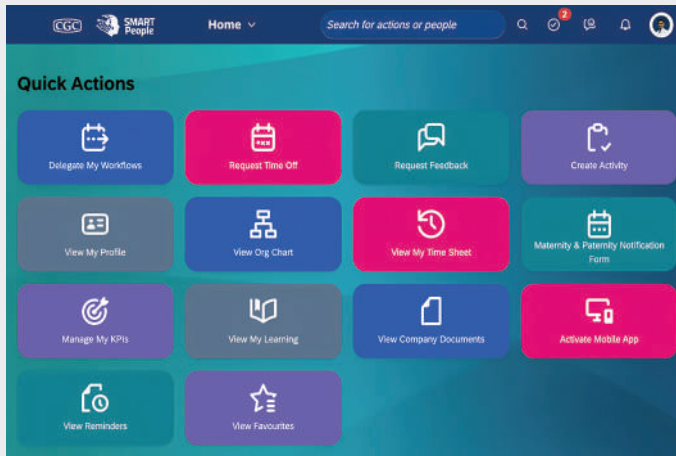 CGC
SMART
People
Home
Search for actions or people
2
Quick Actions
Delegate My Workflows
Request Time Off
Request Feedback
Create Activity
View My Profile
View Org Chart
View My Time Sheet
Maternity & Paternity Notification
Form
Manage My KPIs
View My Learning
View Company Documents
Activate Mobile App
View Reminders
View Favourites